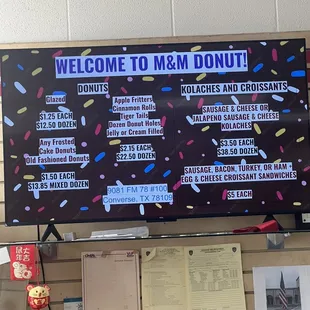 WELCOME TO M&M DONUT!
DONUTS
Glazed
$1.25 EACH
$12.50 DOZEN
Any Frosted
Cake Donuts
Old Fashioned Donuts
$1.50 EACH
$13.85 MIXED DOZEN
Apple Fritters
Cinnamon Rolls
Tiger Tails
Dozen Donut Holes
Jelly or Cream Filled
$2.15 EACH
$22.50 DOZEN
9081 FM 78 #100
Converse, TX 78109
KOLACHES AND CROISSANTS
SAUSAGE & CHEESE OR
JALAPENO SAUSAGE & CHEESE
KOLACHES
$3.50 EACH
$38.50 DOZEN
SAUSAGE, BACON, TURKEY, OR HAM +
EGG & CHEESE CROISSANT SANDWICHES
$5 EACH